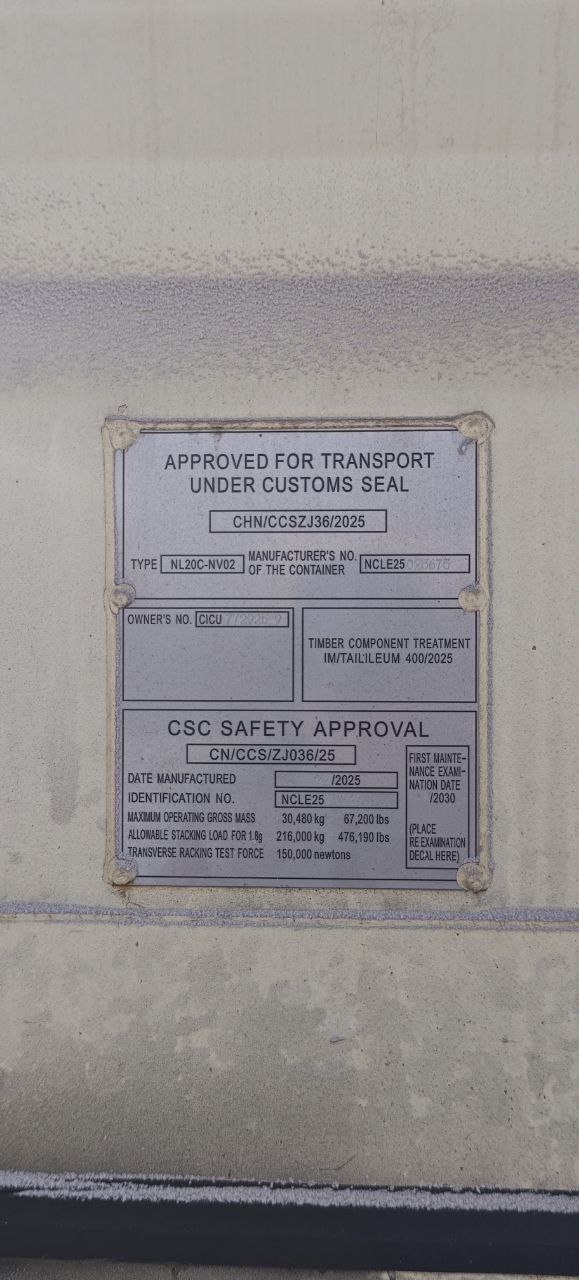 APPROVED FOR TRANSPORT
UNDER CUSTOMS SEAL
CHN/CCSZJ36/2025
TYPE NL20C-NV02 MANUFACTURER'S NO. OF THE CONTAINER NCLE25
OWNER'S NO. CICU
TIMBER COMPONENT TREATMENT
IM/TAILILEUM 400/2025
CSC SAFETY APPROVAL
CN/CCS/ZJ036/25
DATE MANUFACTURED /2025
IDENTIFICATION NO. NCLE25
MAXIMUM OPERATING GROSS MASS 30,480 kg 67,200 lbs
ALLOWABLE STACKING LOAD FOR 1.8g 216,000 kg 476,190 lbs
TRANSVERSE RACKING TEST FORCE 150,000 newtons
FIRST MAINTE-
NANCE EXAMI-
NATION DATE
/2030
(PLACE
RE EXAMINATION
DECAL HERE)